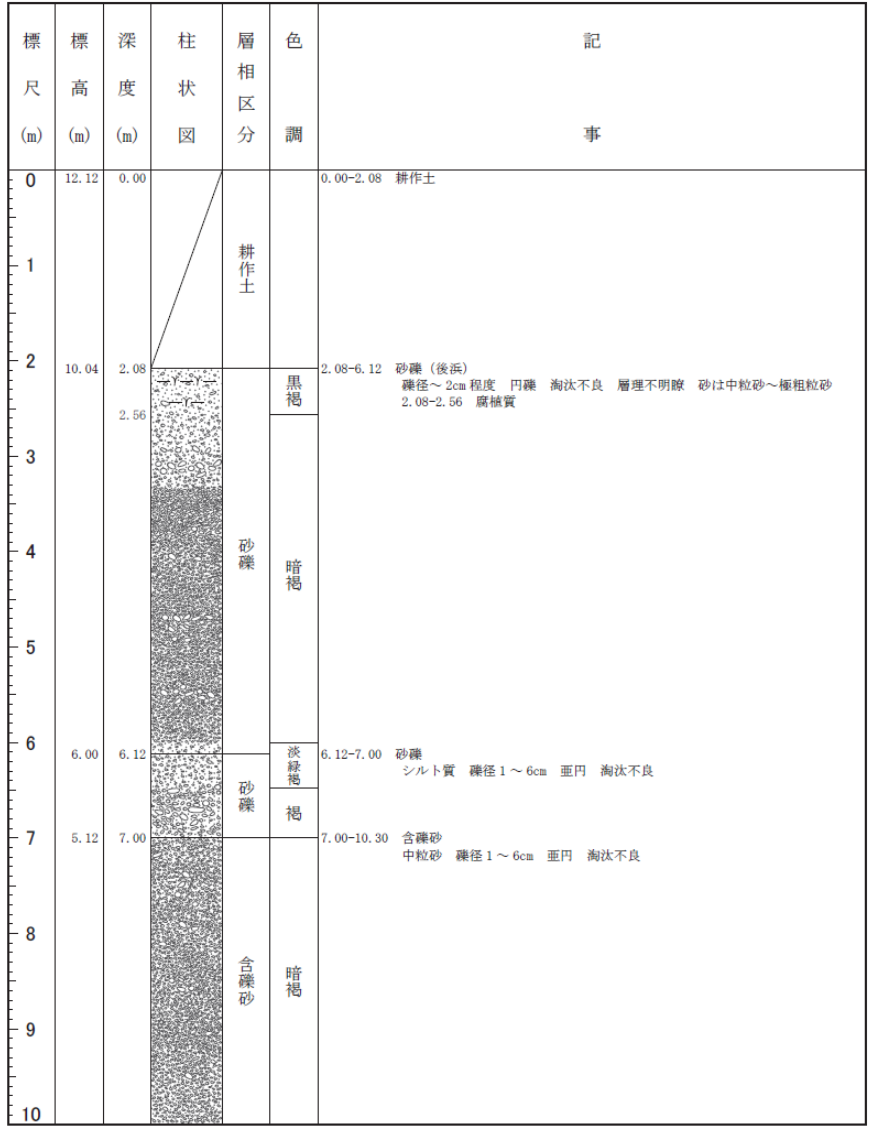 標尺(m)
標高(m)
深度(m)
柱状図
層相区分
色調
記事
0
12.12
0.00
0.00-2.08 耕作土
耕作土
1
2
10.04
2.08
2.08-6.12 砂礫 (後浜)
黒褐
礫径～2cm程度 円礫 淘汰不良 層理不明瞭 砂は中粒砂～極粗粒砂
2.08-2.56 腐植質
2.56
3
砂礫
4
暗褐
5
6
6.00
6.12
淡緑褐
6.12-7.00 砂礫
シルト質 礫径1～6cm 亜円 淘汰不良
砂礫
褐
7
5.12
7.00
7.00-10.30 含礫砂
中粒砂 礫径1～6cm 亜円 淘汰不良
8
含礫砂
暗褐
9
10